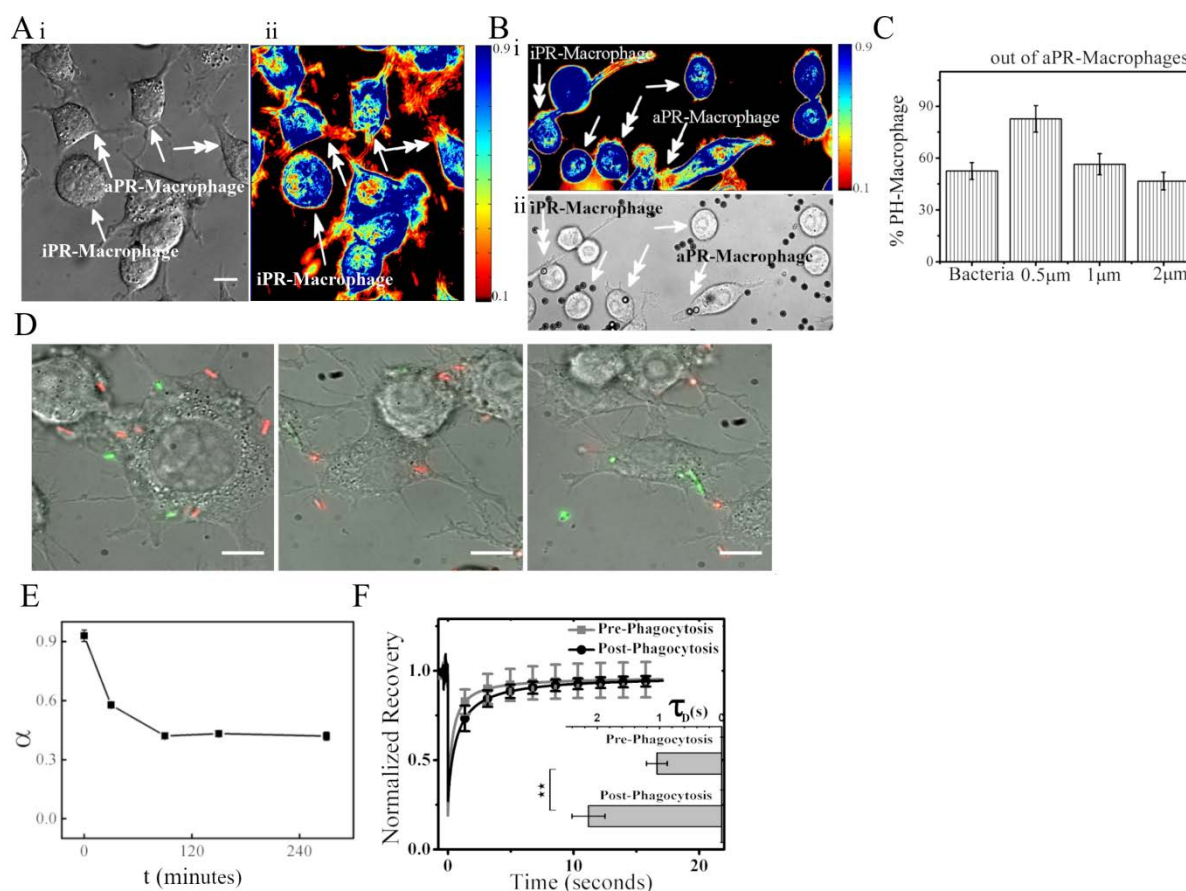 A i
ii
0.9
0.1
aPR-Macrophage
iPR-Macrophage
iPR-Macrophage
B i
iPR-Macrophage
aPR-Macrophage
0.9
0.1
ii
iPR-Macrophage
aPR-Macrophage
C
out of aPR-Macrophages
% PH-Macrophage
90
60
30
0
Bacteria 0.5μm 1μm 2μm
D
E
α
0.9
0.6
0.3
0.0
0 120 240
t (minutes)
F
Normalized Recovery
1.0
0.5
0.0
Pre-Phagocytosis
Post-Phagocytosis
τD(s)
2 1 0
Pre-Phagocytosis
Post-Phagocytosis
**
0 10 20
Time (seconds)